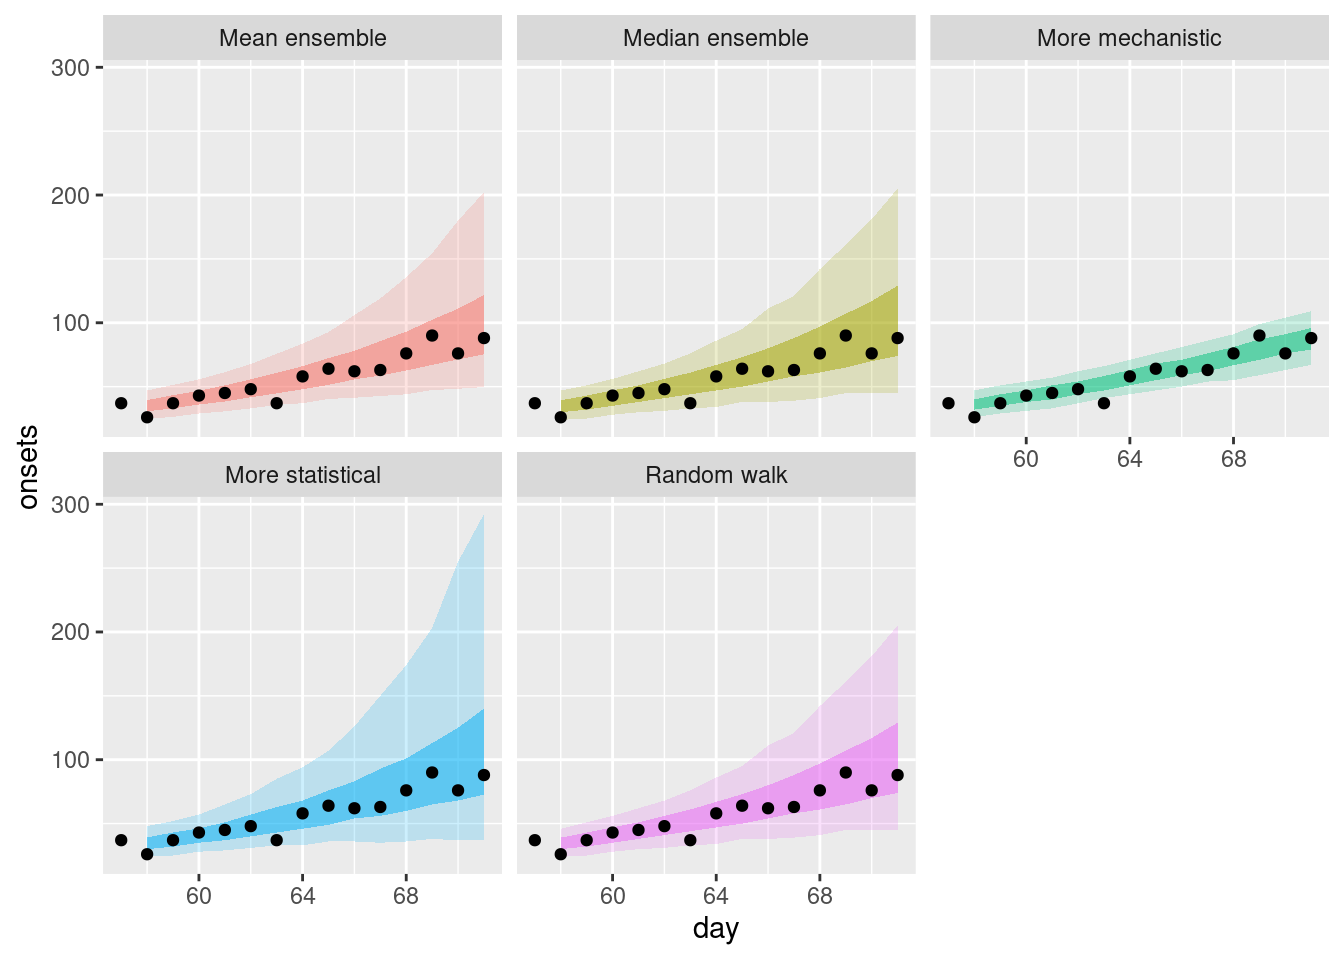 Mean ensemble
Median ensemble
More mechanistic
300
200
100
60 64 68
More statistical
Random walk
300
200
100
60 64 68
60 64 68
onsets
day